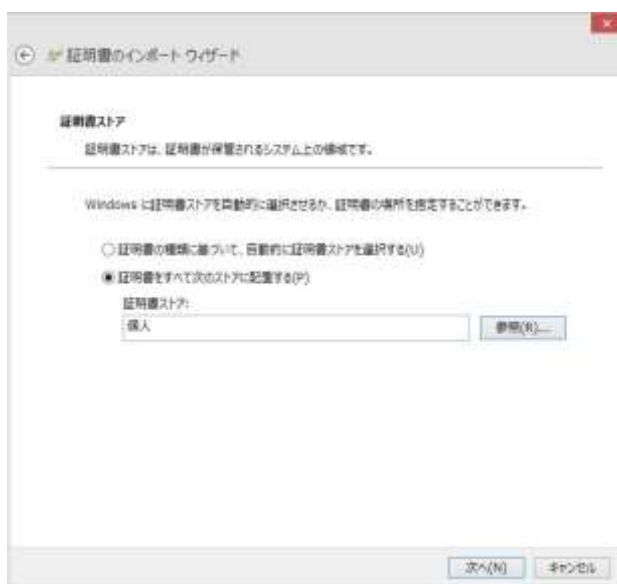 証明書のインポート ウィザード
証明書ストア
証明書ストアは、証明書が保管されるシステム上の領域です。
Windows に証明書ストアを自動的に選択させるか、証明書の場所を指定することができます。
証明書の種類に基づいて、自動的に証明書ストアを選択する(U)
証明書をすべて次のストアに配置する(P)
証明書ストア:
個人
参照(R)...
次へ(N)
キャンセル